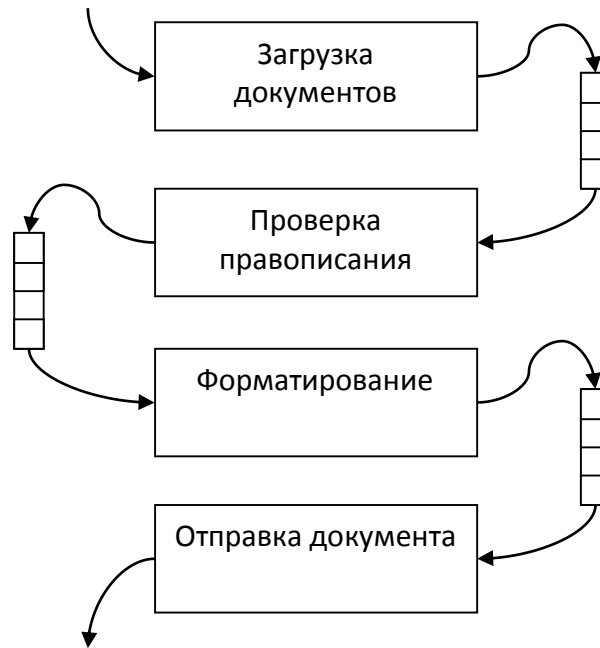 Загрузка
документов
Проверка
правописания
Форматирование
Отправка документа